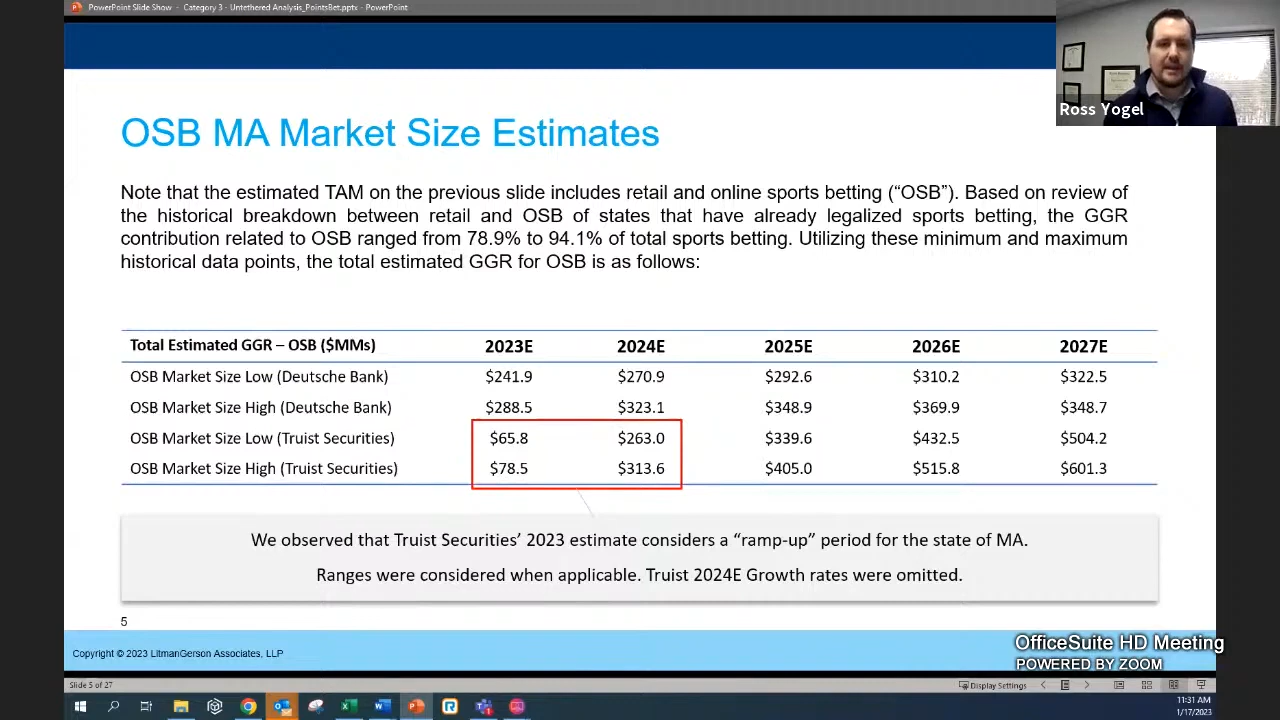 PowerPoint Slide Show - Category 3 - Untethered Analysis_PointsBet.pptx - PowerPoint
Ross Yogel
OSB MA Market Size Estimates
Note that the estimated TAM on the previous slide includes retail and online sports betting (“OSB”). Based on review of
the historical breakdown between retail and OSB of states that have already legalized sports betting, the GGR
contribution related to OSB ranged from 78.9% to 94.1% of total sports betting. Utilizing these minimum and maximum
historical data points, the total estimated GGR for OSB is as follows:
Total Estimated GGR – OSB ($MMs) 2023E 2024E 2025E 2026E 2027E
OSB Market Size Low (Deutsche Bank) $241.9 $270.9 $292.6 $310.2 $322.5
OSB Market Size High (Deutsche Bank) $288.5 $323.1 $348.9 $369.9 $348.7
OSB Market Size Low (Truist Securities) $65.8 $263.0 $339.6 $432.5 $504.2
OSB Market Size High (Truist Securities) $78.5 $313.6 $405.0 $515.8 $601.3
We observed that Truist Securities’ 2023 estimate considers a “ramp-up” period for the state of MA.
Ranges were considered when applicable. Truist 2024E Growth rates were omitted.
5
Copyright © 2023 LitmanGerson Associates, LLP
OfficeSuite HD Meeting
POWERED BY ZOOM
Slide 5 of 27
Display Settings
11:31 AM
1/17/2023